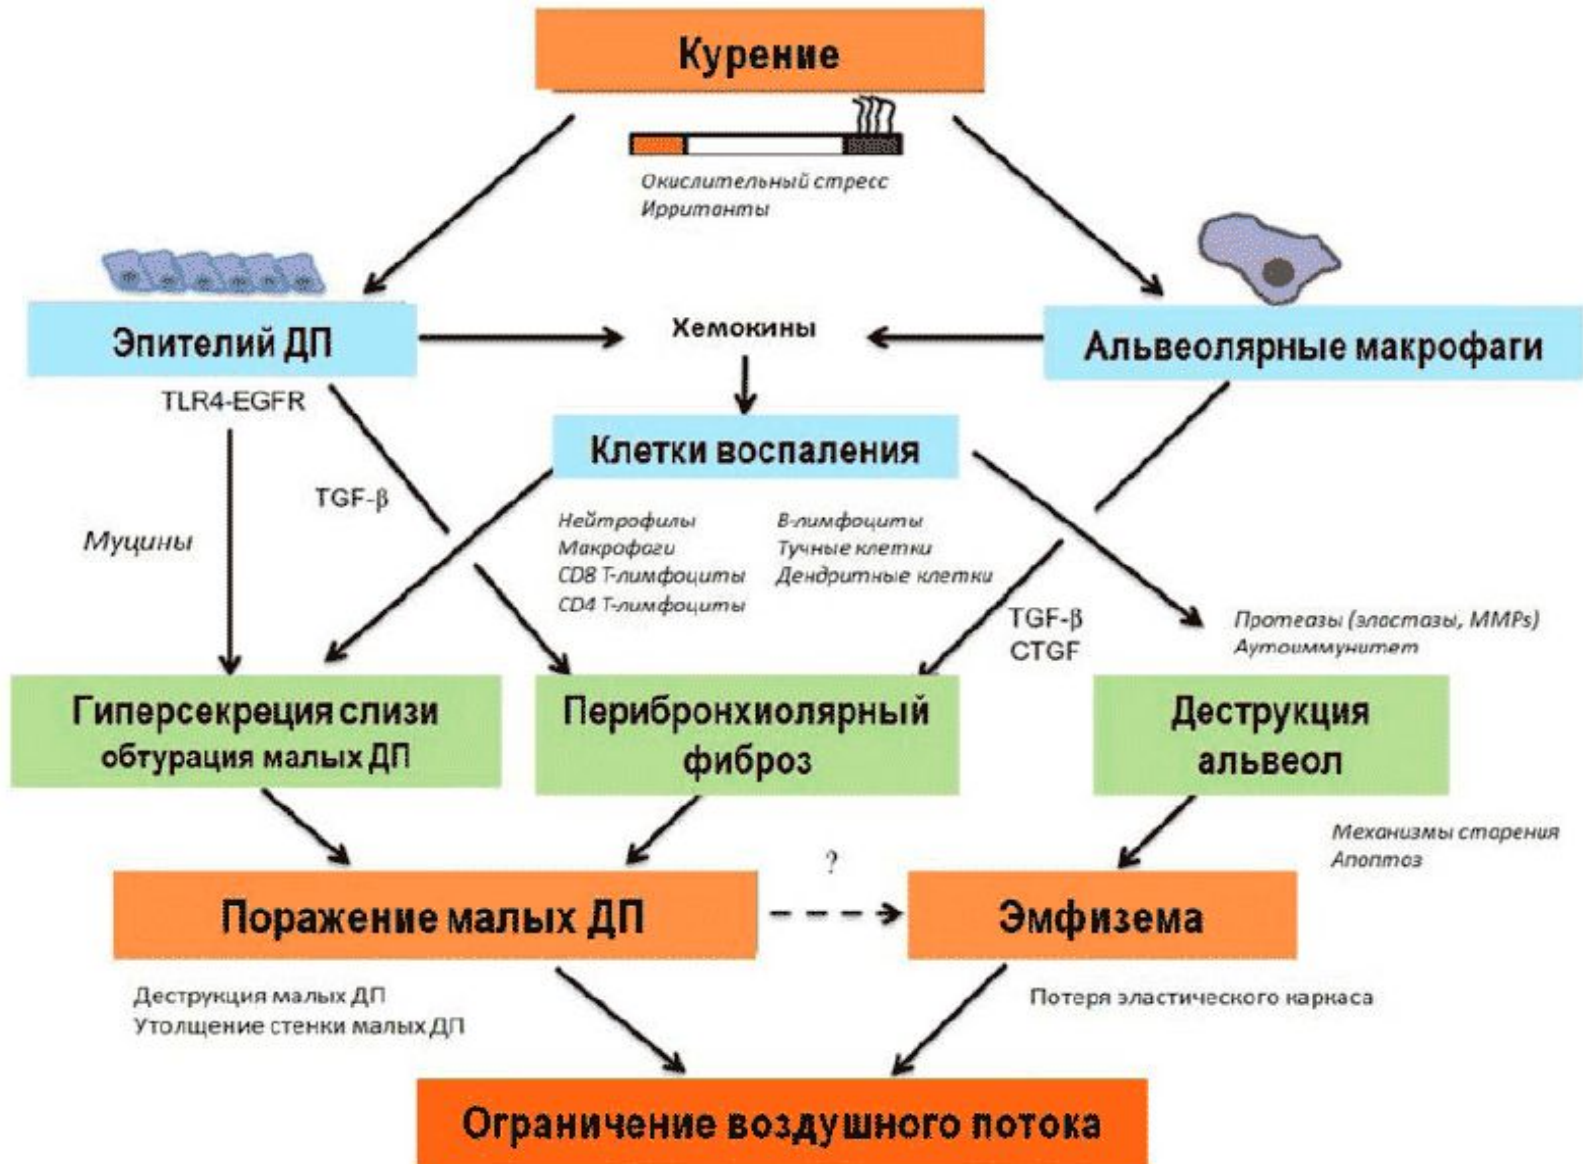 Курение
Окислительный стресс
Ирританты
Эпителий ДП
Хемокины
Альвеолярные макрофаги
TLR4-EGFR
Клетки воспаления
TGF-β
Муцины
Нейтрофилы
Макрофаги
CD8 Т-лимфоциты
CD4 Т-лимфоциты
В-лимфоциты
Тучные клетки
Дендритные клетки
TGF-β
CTGF
Протеазы (эластазы, MMPs)
Аутоиммунитет
Гиперсекреция слизи
обтурация малых ДП
Перибронхиолярный
фиброз
Деструкция
альвеол
Механизмы старения
Апоптоз
Поражение малых ДП
?
Эмфизема
Деструкция малых ДП
Утолщение стенки малых ДП
Потеря эластического каркаса
Ограничение воздушного потока